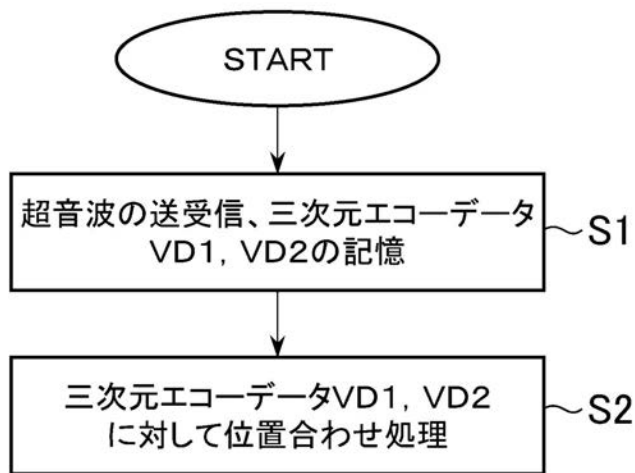 START
超音波の送受信、三次元エコーデータ
VD1, VD2の記憶
S1
三次元エコーデータVD1, VD2
に対して位置合わせ処理
S2